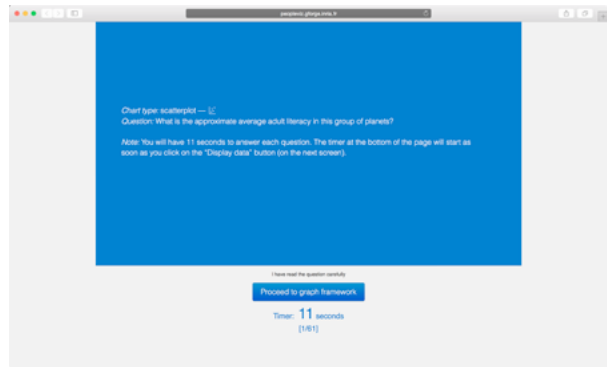 peopleviz.gforge.inria.fr
Chart type: scatterplot —
Question: What is the approximate average adult literacy in this group of planets?
Note: You will have 11 seconds to answer each question. The timer at the bottom of the page will start as
soon as you click on the "Display data" button (on the next screen).
I have read the question carefully
Proceed to graph framework
Timer: 11 seconds
[1/61]